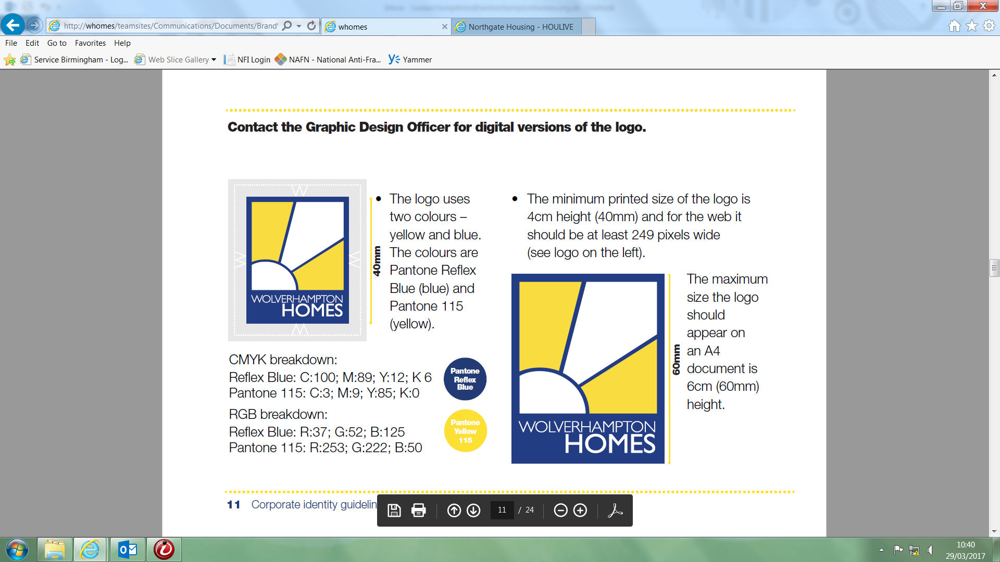 http://whomes/teamsites/Communications/Documents/Brand
whomes
Northgate Housing - HOULIVE
File Edit Go to Favorites Help
Service Birmingham - Log...
Web Slice Gallery
NFI Login
NAFN - National Anti-Fra...
Yammer
Contact the Graphic Design Officer for digital versions of the logo.
WOLVERHAMPTON
HOMES
40mm
• The logo uses
two colours –
yellow and blue.
The colours are
Pantone Reflex
Blue (blue) and
Pantone 115
(yellow).
• The minimum printed size of the logo is
4cm height (40mm) and for the web it
should be at least 249 pixels wide
(see logo on the left).
WOLVERHAMPTON
HOMES
60mm
The maximum
size the logo
should
appear on
an A4
document is
6cm (60mm)
height.
CMYK breakdown:
Reflex Blue: C:100; M:89; Y:12; K 6
Pantone 115: C:3; M:9; Y:85; K:0
Pantone
Reflex
Blue
RGB breakdown:
Reflex Blue: R:37; G:52; B:125
Pantone 115: R:253; G:222; B:50
Pantone
Yellow
115
11 Corporate identity guidelin
11 / 24
10:40
29/03/2017